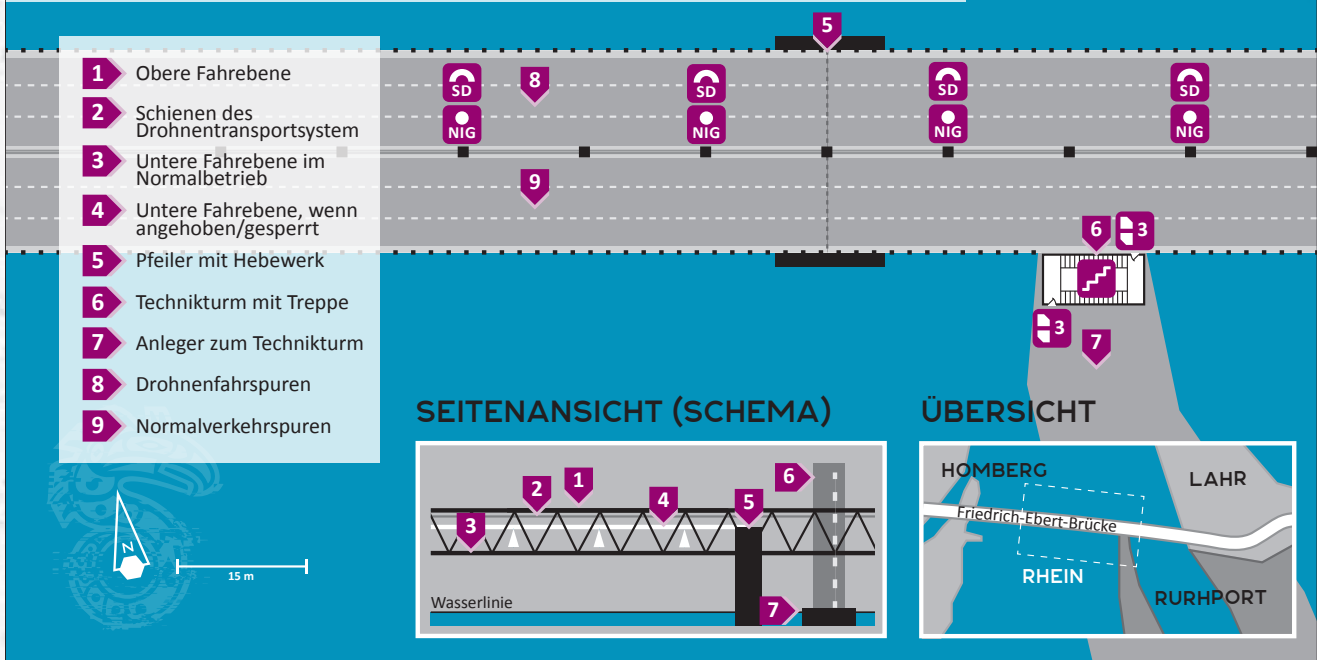 1 Obere Fahrebene
2 Schienen des
Drohnentransportsystem
3 Untere Fahrebene im
Normalbetrieb
4 Untere Fahrebene, wenn
angehoben/gesperrt
5 Pfeiler mit Hebewerk
6 Technikturm mit Treppe
7 Anleger zum Technikturm
8 Drohnenfahrspuren
9 Normalverkehrspuren
5
SD
NIG
8
SD
NIG
SD
NIG
SD
NIG
9
6
3
3
7
N
15 m
SEITENANSICHT (SCHEMA)
1
2
3
4
5
6
7
Wasserlinie
ÜBERSICHT
HOMBERG
LAHR
Friedrich-Ebert-Brücke
RHEIN
RURHPORT